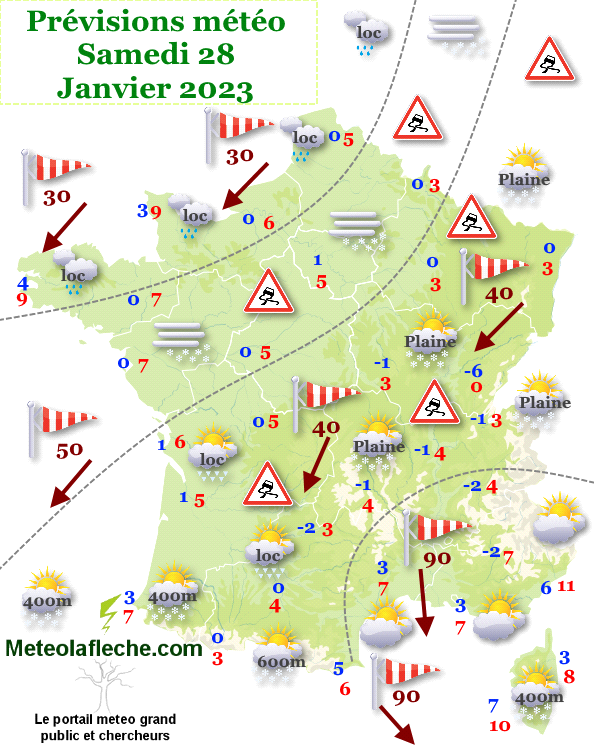 Prévisions météo
Samedi 28
Janvier 2023
loc
30
loc
0 5
30
Plaine
0 3
3 9
loc
0 6
1
5
0
3
0
3
4
9
loc
0 7
40
Plaine
0 7
0 5
-1
3
-6
0
50
40
0 5
-1 3
Plaine
1 6
loc
Plaine
-1 4
1 5
-1
4
-2 4
-2 3
90
loc
-2 7
3
7
400m
400m
3
7
0
4
6 11
3
7
0
3
600m
Meteolafleche.com
5
6
90
3
8
400m
7
10
Le portail meteo grand
public et chercheurs